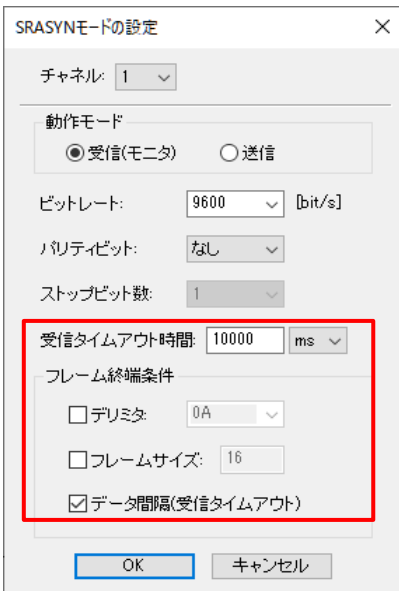 SRASYNモードの設定
チャネル: 1
動作モード
受信(モニタ) 送信
ビットレート: 9600 [bit/s]
パリティビット: なし
ストップビット数: 1
受信タイムアウト時間: 10000 ms
フレーム終端条件
デリミタ: 0A
フレームサイズ: 16
データ間隔(受信タイムアウト)
OK キャンセル